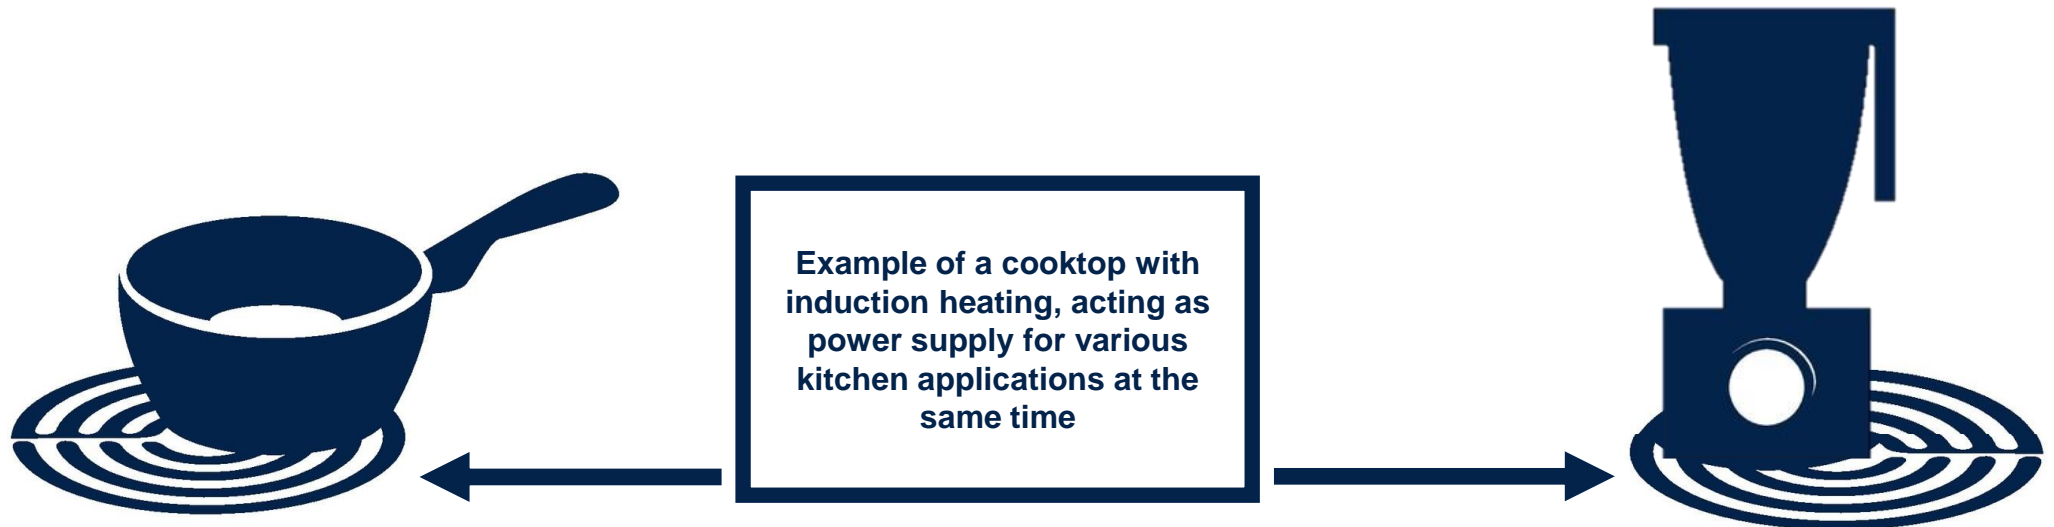 Example of a cooktop with
induction heating, acting as
power supply for various
kitchen applications at the
same time